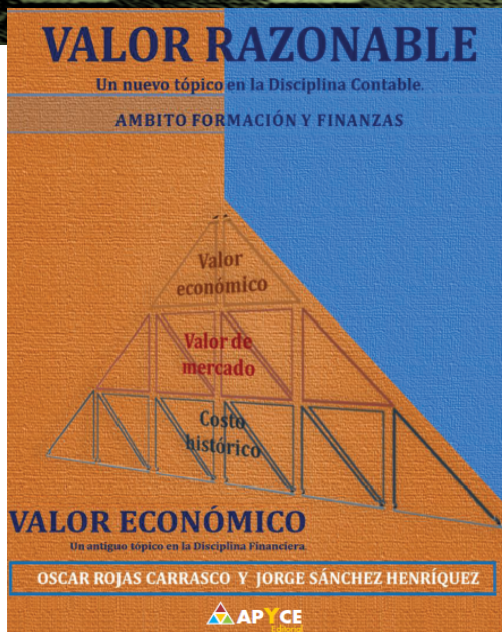 VALOR RAZONABLE
Un nuevo tópico en la Disciplina Contable.
AMBITO FORMACIÓN Y FINANZAS
Valor
económico
Valor de
mercado
Costo
histórico
VALOR ECONÓMICO
Un antiguo tópico en la Disciplina Financiera.
OSCAR ROJAS CARRASCO Y JORGE SÁNCHEZ HENRÍQUEZ
APYCE
Editorial